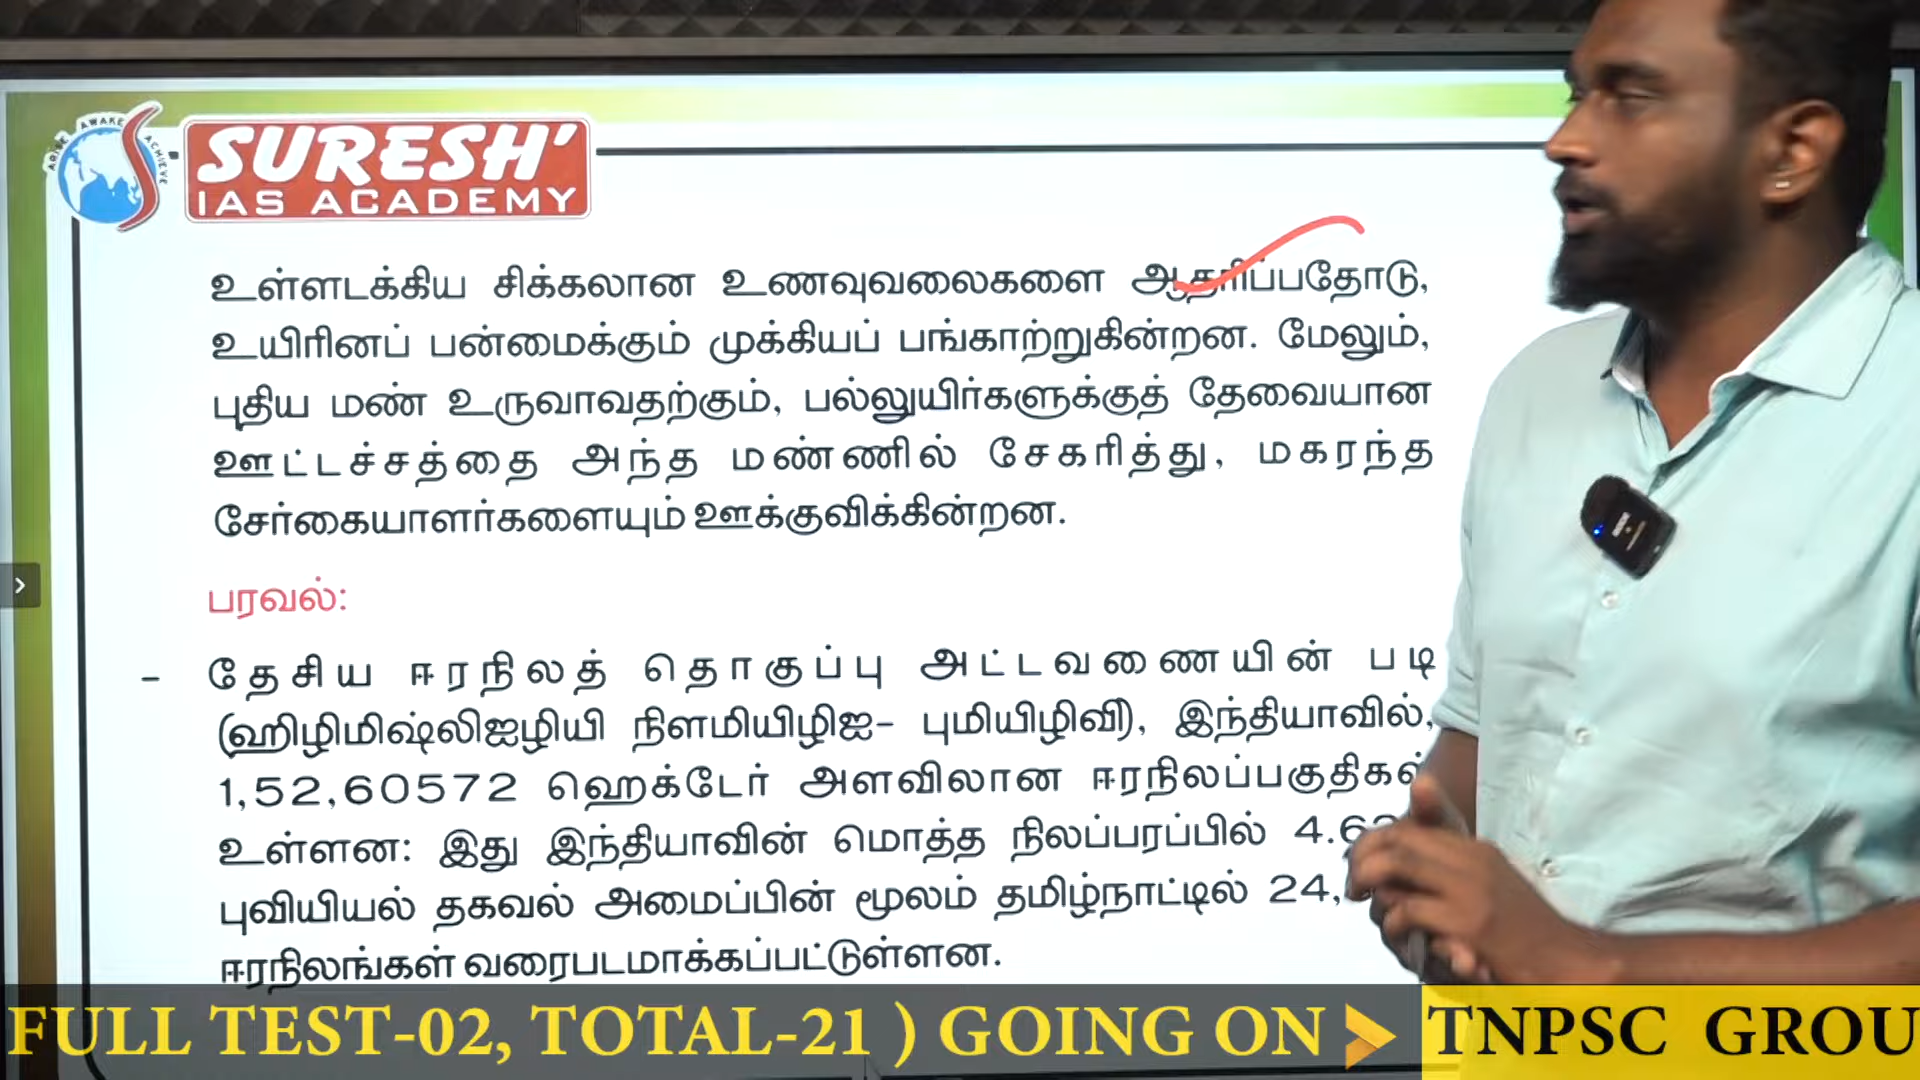 ARISE AWAKE ACHIEVE
SURESH'
IAS ACADEMY
உள்ளடக்கிய சிக்கலான உணவுவலைகளை ஆதரிப்பதோடு,
உயிரினப் பன்மைக்கும் முக்கியப் பங்காற்றுகின்றன. மேலும்,
புதிய மண் உருவாவதற்கும், பல்லுயிர்களுக்குத் தேவையான
ஊட்டச்சத்தை அந்த மண்ணில் சேகரித்து, மகரந்த
சேர்கையாளர்களையும் ஊக்குவிக்கின்றன.
பரவல்:
- தேசிய ஈரநிலத் தொகுப்பு அட்டவணையின் படி
(ஹிழிமிஷ்லிஐழியி நிளமியிழிஐ- புமியிழிவி), இந்தியாவில்,
1,52,60572 ஹெக்டேர் அளவிலான ஈரநிலப்பகுதிகள்
உள்ளன: இது இந்தியாவின் மொத்த நிலப்பரப்பில்
புவியியல் தகவல் அமைப்பின் மூலம் தமிழ்நாட்டில்
ஈரநிலங்கள் வரைபடமாக்கப்பட்டுள்ளன.
FULL TEST-02, TOTAL-21 ) GOING ON TNPSC GROU